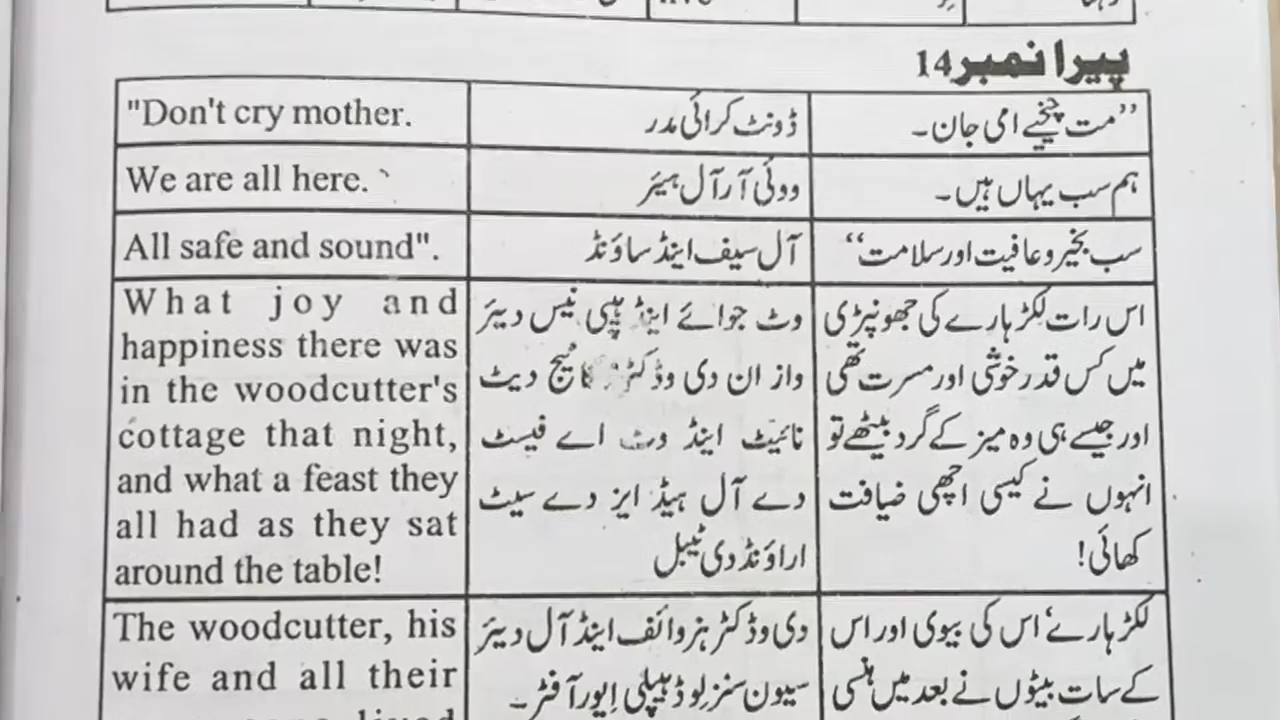 پیرا نمبر14
"Don't cry mother.
ڈونٹ کرائی مدر
’’مت چیخیے امی جان۔
We are all here.
ووئی آر آل ہیئر
ہم سب یہاں ہیں۔
All safe and sound".
آل سیف اینڈ ساؤنڈ
سب بخیر و عافیت اور سلامت‘‘
What joy and
happiness there was
in the woodcutter's
cottage that night,
and what a feast they
all had as they sat
around the table!
وٹ جوائے اینڈ ہیپی نیس دیئر
واز ان دی وڈکٹرز کاٹیج دیٹ
نائیٹ اینڈ وٹ اے فیسٹ
دے آل ہیڈ ایز دے سیٹ
اراؤنڈ دی ٹیبل
اس رات لکڑہارے کی جھونپڑی
میں کس قدر خوشی اور مسرت تھی
اور جیسے ہی وہ میز کے گرد بیٹھے تو
انہوں نے کیسی اچھی ضیافت
کھائی!
The woodcutter, his
wife and all their
دی وڈکٹر ہز وائف اینڈ آل دیئر
سیون سنز لوڈ ہیپلی ایور آفٹر۔
لکڑہارے‘ اس کی بیوی اور اس
کے سات بیٹوں نے بعد میں ہنسی